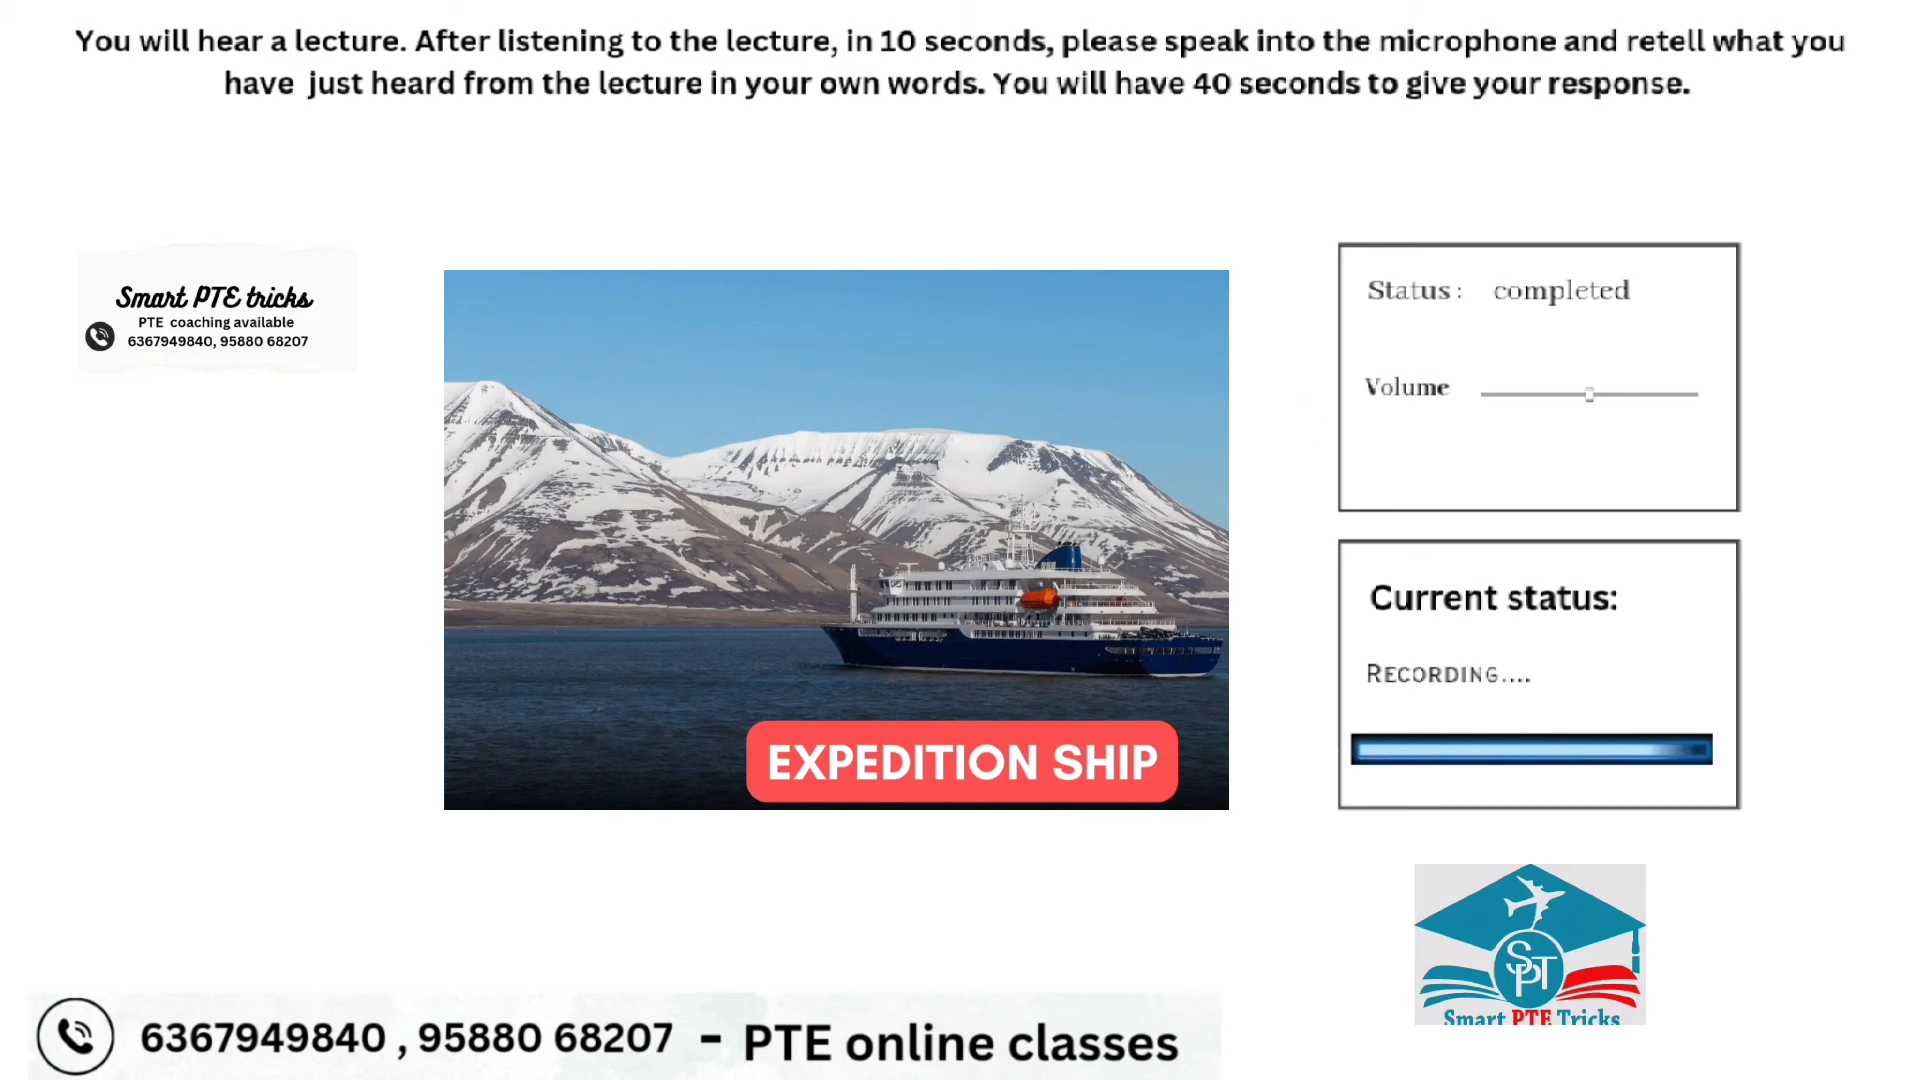 You will hear a lecture. After listening to the lecture, in 10 seconds, please speak into the microphone and retell what you
have just heard from the lecture in your own words. You will have 40 seconds to give your response.
Smart PTE tricks
PTE coaching available
6367949840, 95880 68207
EXPEDITION SHIP
Status: completed
Volume
Current status:
RECORDING....
SPT
Smart PTE Tricks
6367949840 , 95880 68207 - PTE online classes